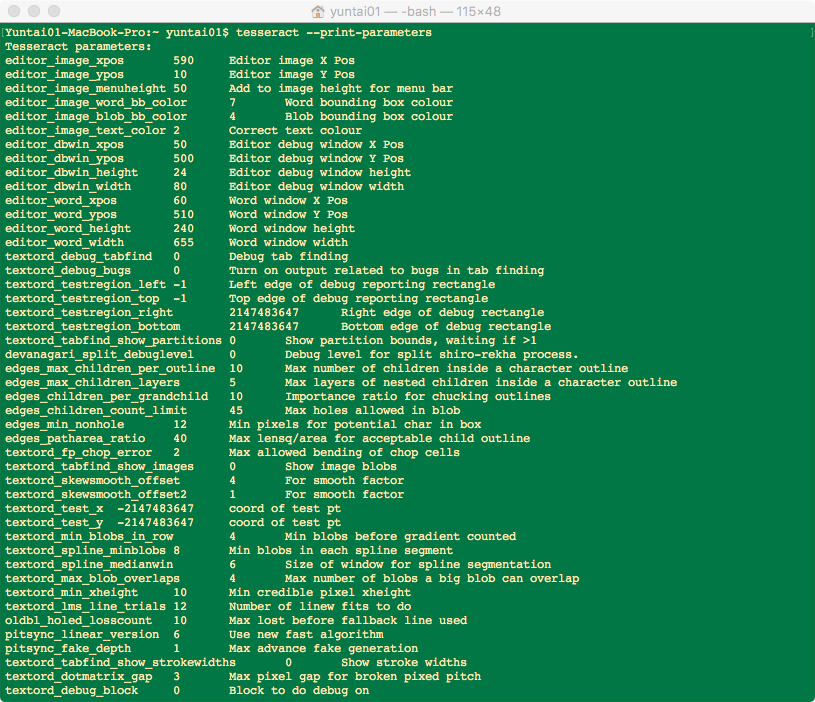 yuntai01 — -bash — 115×48
[Yuntai01-MacBook-Pro:~ yuntai01$ tesseract --print-parameters ]
Tesseract parameters:
editor_image_xpos 590 Editor image X Pos
editor_image_ypos 10 Editor image Y Pos
editor_image_menuheight 50 Add to image height for menu bar
editor_image_word_bb_color 7 Word bounding box colour
editor_image_blob_bb_color 4 Blob bounding box colour
editor_image_text_color 2 Correct text colour
editor_dbwin_xpos 50 Editor debug window X Pos
editor_dbwin_ypos 500 Editor debug window Y Pos
editor_dbwin_height 24 Editor debug window height
editor_dbwin_width 80 Editor debug window width
editor_word_xpos 60 Word window X Pos
editor_word_ypos 510 Word window Y Pos
editor_word_height 240 Word window height
editor_word_width 655 Word window width
textord_debug_tabfind 0 Debug tab finding
textord_debug_bugs 0 Turn on output related to bugs in tab finding
textord_testregion_left -1 Left edge of debug reporting rectangle
textord_testregion_top -1 Top edge of debug reporting rectangle
textord_testregion_right 2147483647 Right edge of debug rectangle
textord_testregion_bottom 2147483647 Bottom edge of debug rectangle
textord_tabfind_show_partitions 0 Show partition bounds, waiting if >1
devanagari_split_debuglevel 0 Debug level for split shiro-rekha process.
edges_max_children_per_outline 10 Max number of children inside a character outline
edges_max_children_layers 5 Max layers of nested children inside a character outline
edges_children_per_grandchild 10 Importance ratio for chucking outlines
edges_children_count_limit 45 Max holes allowed in blob
edges_min_nonhole 12 Min pixels for potential char in box
edges_patharea_ratio 40 Max lensq/area for acceptable child outline
textord_fp_chop_error 2 Max allowed bending of chop cells
textord_tabfind_show_images 0 Show image blobs
textord_skewsmooth_offset 4 For smooth factor
textord_skewsmooth_offset2 1 For smooth factor
textord_test_x -2147483647 coord of test pt
textord_test_y -2147483647 coord of test pt
textord_min_blobs_in_row 4 Min blobs before gradient counted
textord_spline_minblobs 8 Min blobs in each spline segment
textord_spline_medianwin 6 Size of window for spline segmentation
textord_max_blob_overlaps 4 Max number of blobs a big blob can overlap
textord_min_xheight 10 Min credible pixel xheight
textord_lms_line_trials 12 Number of linew fits to do
oldbl_holed_losscount 10 Max lost before fallback line used
pitsync_linear_version 6 Use new fast algorithm
pitsync_fake_depth 1 Max advance fake generation
textord_tabfind_show_strokewidths 0 Show stroke widths
textord_dotmatrix_gap 3 Max pixel gap for broken pixed pitch
textord_debug_block 0 Block to do debug on